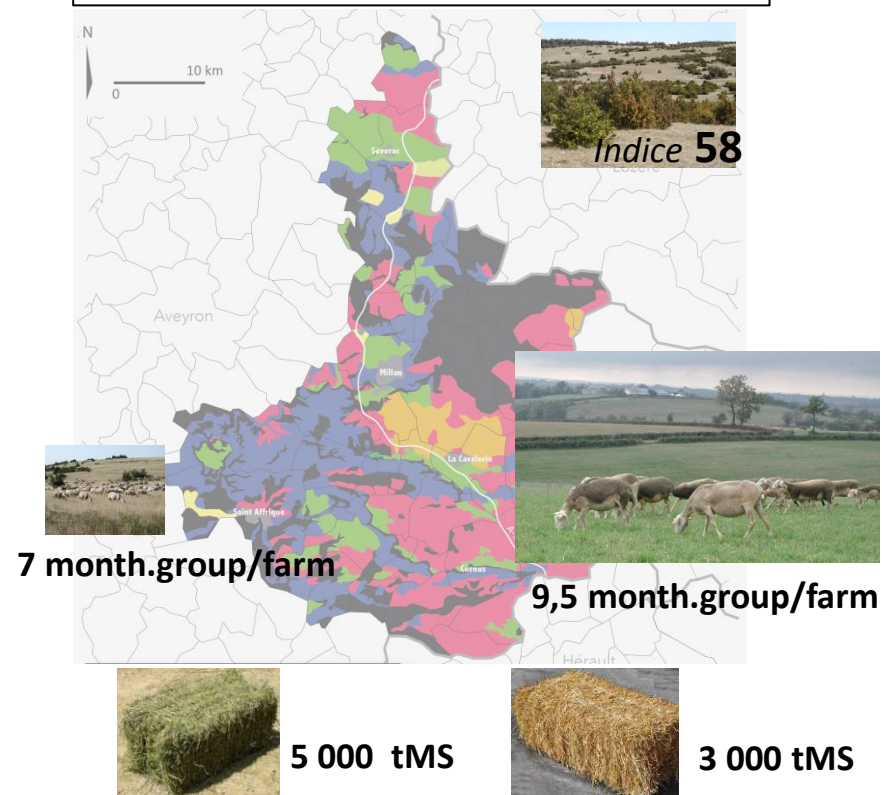 N
10 km
0
Indice 58
Lozère
Séverac
Aveyron
Millau
La Cavalerie
Saint Affrique
7 month.group/farm
Cornus
9,5 month.group/farm
Hérault
5 000 tMS
3 000 tMS